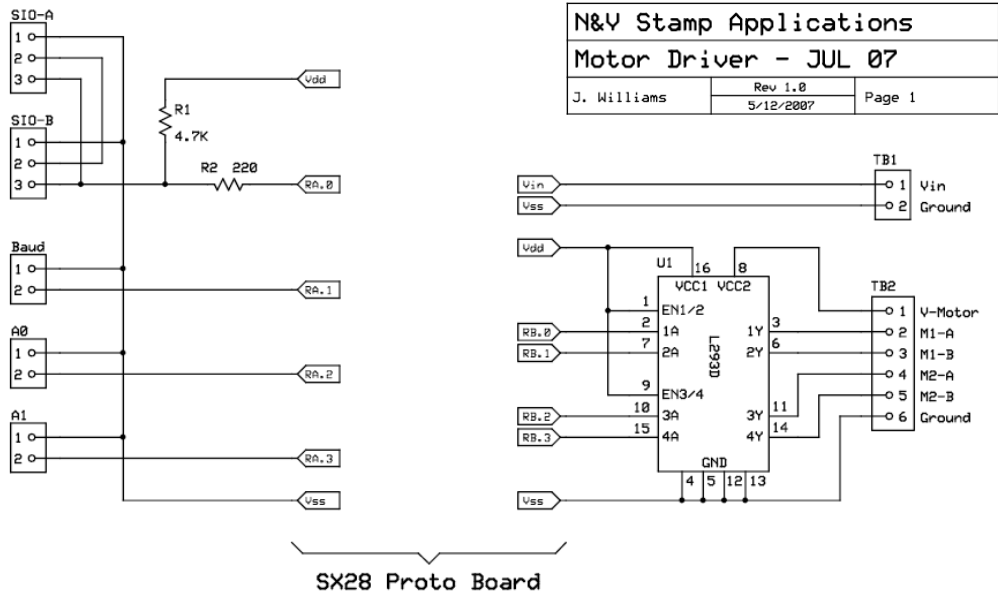 SIO-A
1
2
3
SIO-B
1
2
3
Vdd
R1
4.7K
R2 220
RA.0
Baud
1
2
RA.1
A0
1
2
RA.2
A1
1
2
RA.3
Vss
N&V Stamp Applications
Motor Driver - JUL 07
J. Williams
Rev 1.0
5/12/2007
Page 1
TB1
Vin
1 Vin
Vss
2 Ground
Vdd
U1
16 8
VCC1 VCC2
TB2
1 V-Motor
1
EN1/2
RB.0
2
1A
1Y
3
2 M1-A
RB.1
7
2A
2Y
6
3 M1-B
L293D
4 M2-A
9
EN3/4
5 M2-B
RB.2
10
3A
3Y
11
6 Ground
RB.3
15
4A
4Y
14
GND
4 5 12 13
Vss
SX28 Proto Board